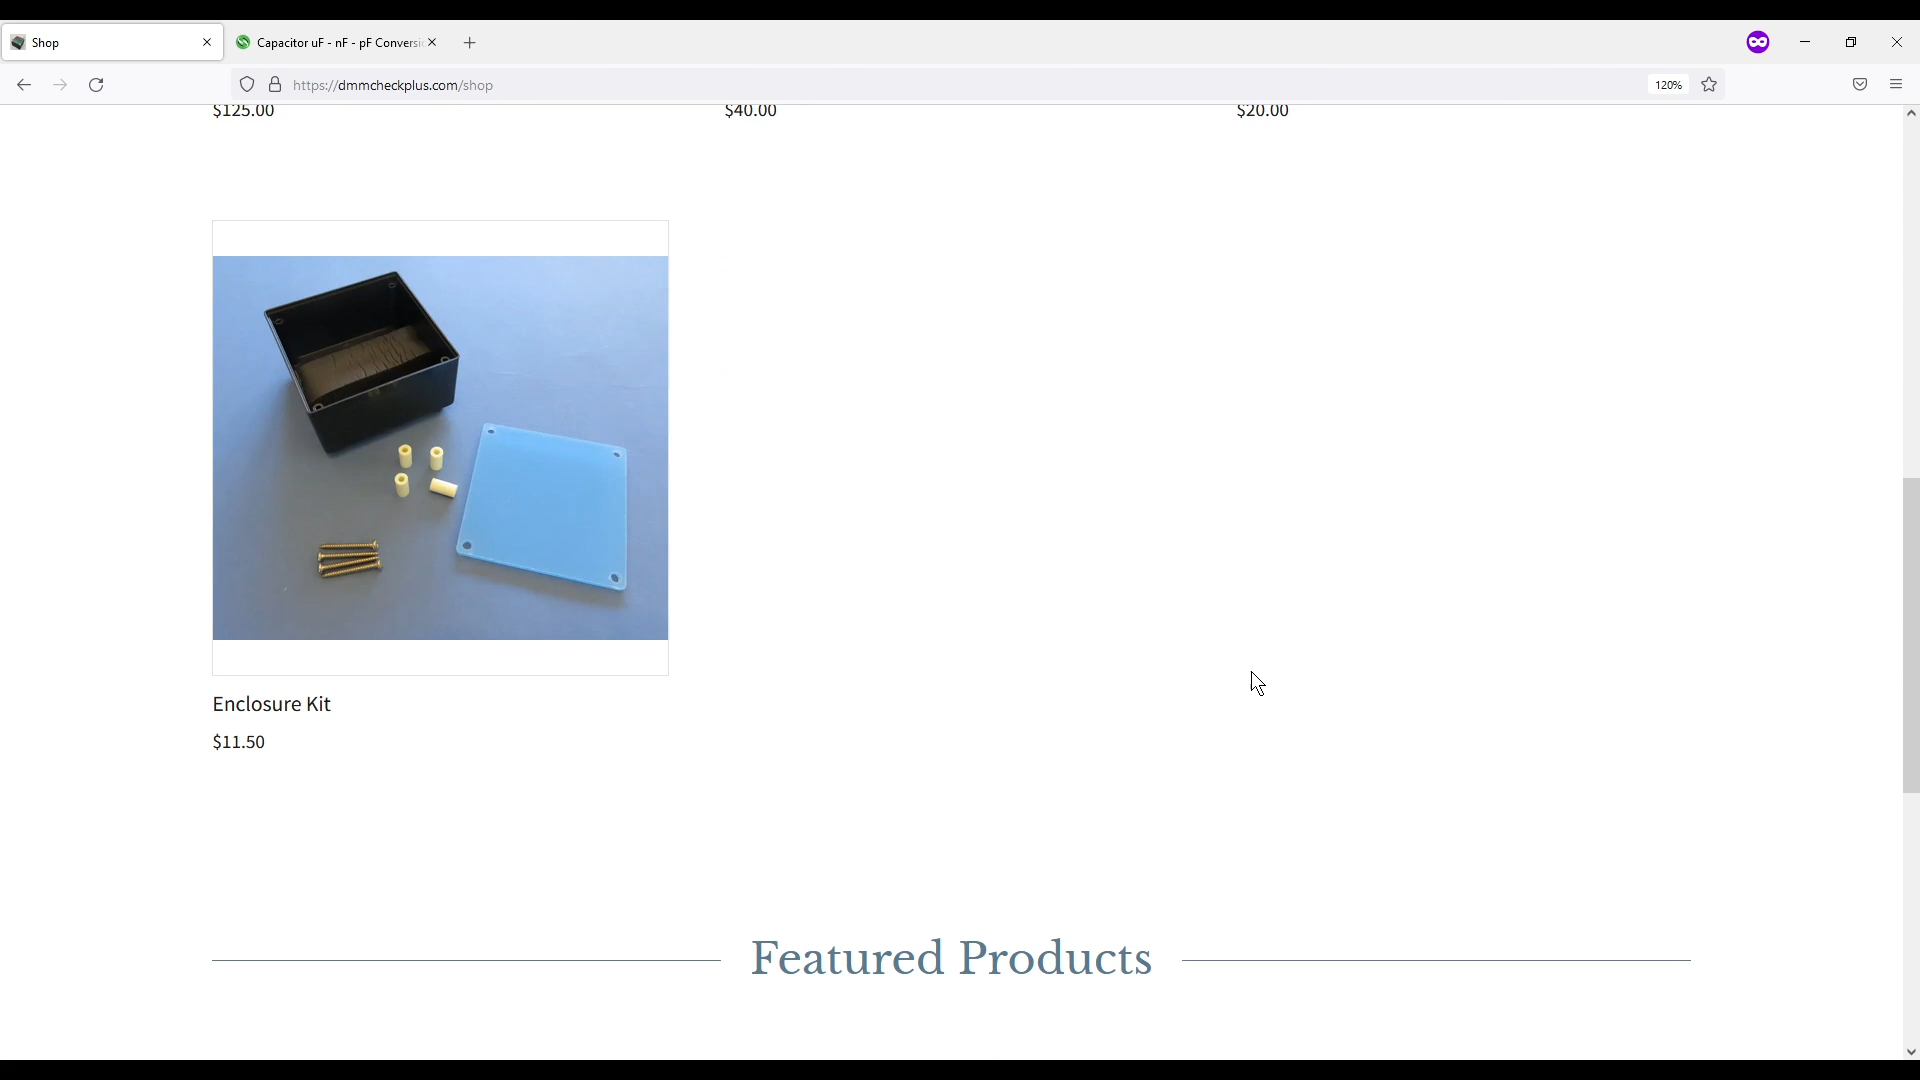 Shop
Capacitor uF - nF - pF Conversi
https://dmmcheckplus.com/shop
120%
$125.00
$40.00
$20.00
Enclosure Kit
$11.50
Featured Products